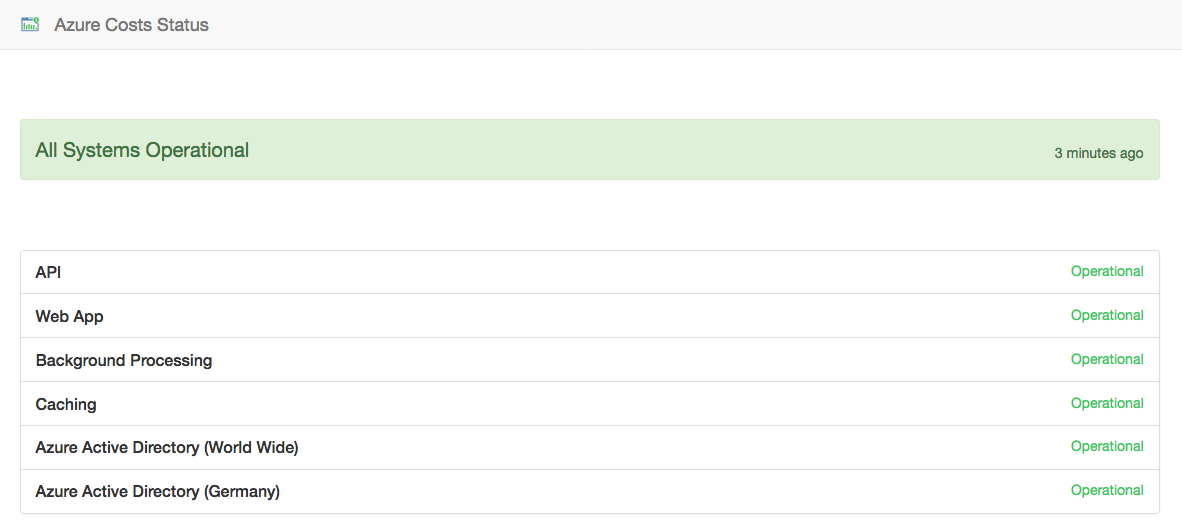 Azure Costs Status
All Systems Operational 3 minutes ago
API Operational
Web App Operational
Background Processing Operational
Caching Operational
Azure Active Directory (World Wide) Operational
Azure Active Directory (Germany) Operational